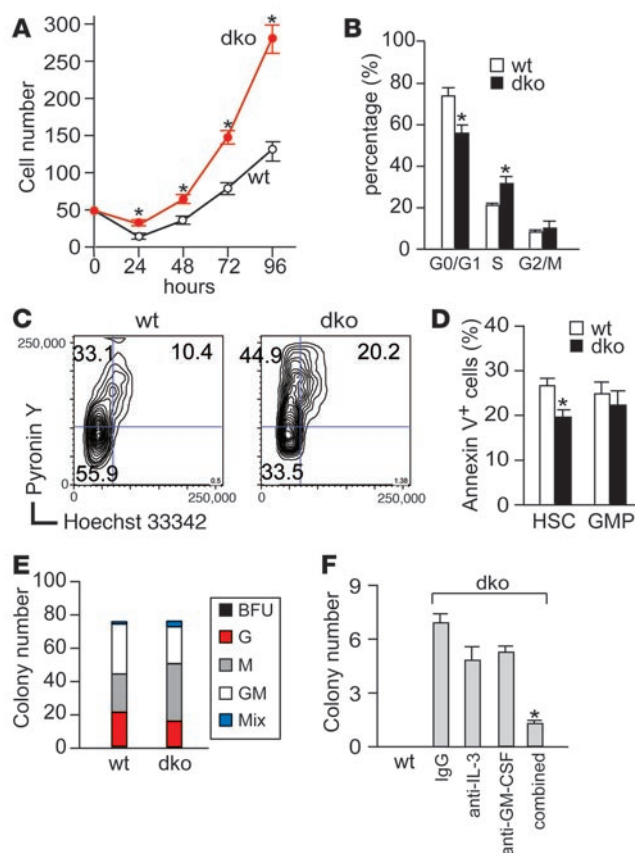 A
dko
*
300
250
200
150
100
50
0
Cell number
*
*
*
wt
0 24 48 72 96
hours
B
100
80
60
40
20
0
percentage (%)
wt
dko
*
*
G0/G1 S G2/M
C
wt
dko
250,000
33.1 10.4
44.9 20.2
55.9
33.5
0.5
1.38
0 250,000
0 250,000
Pyronin Y
Hoechst 33342
D
40
30
20
10
0
Annexin V+ cells (%)
wt
dko
*
HSC GMP
E
100
80
60
40
20
0
Colony number
wt dko
BFU
G
M
GM
Mix
F
dko
9
6
3
0
Colony number
*
wt
IgG
anti-IL-3
anti-GM-CSF
combined